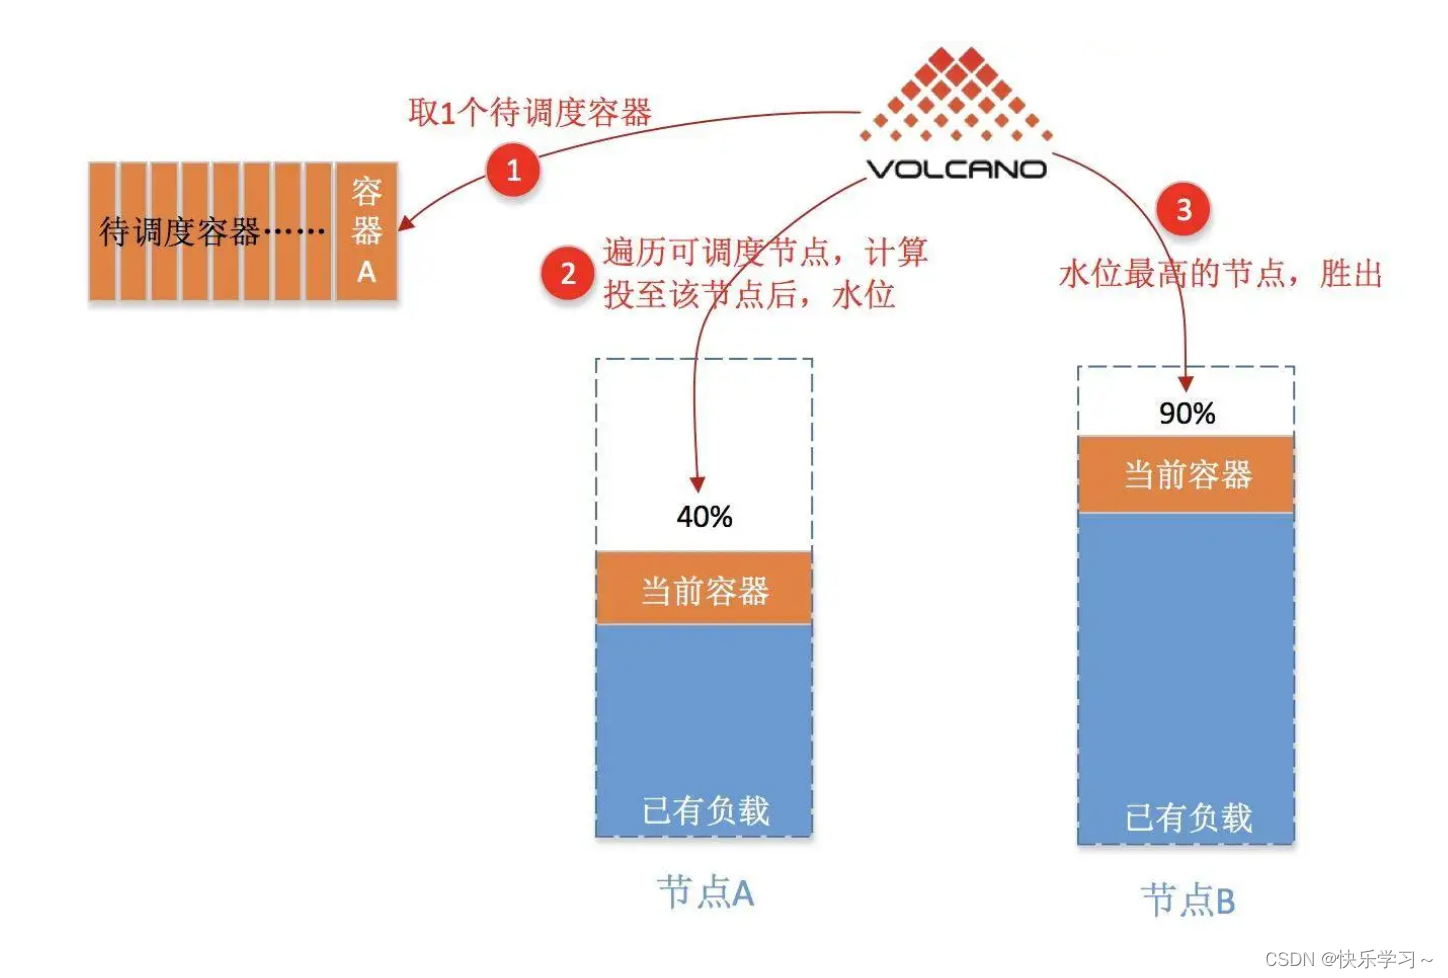 VOLCANO
取1个待调度容器
1
待调度容器……
容
器
A
2
遍历可调度节点，计算
投至该节点后，水位
3
水位最高的节点，胜出
40%
当前容器
已有负载
节点A
90%
当前容器
已有负载
节点B
CSDN @快乐学习～